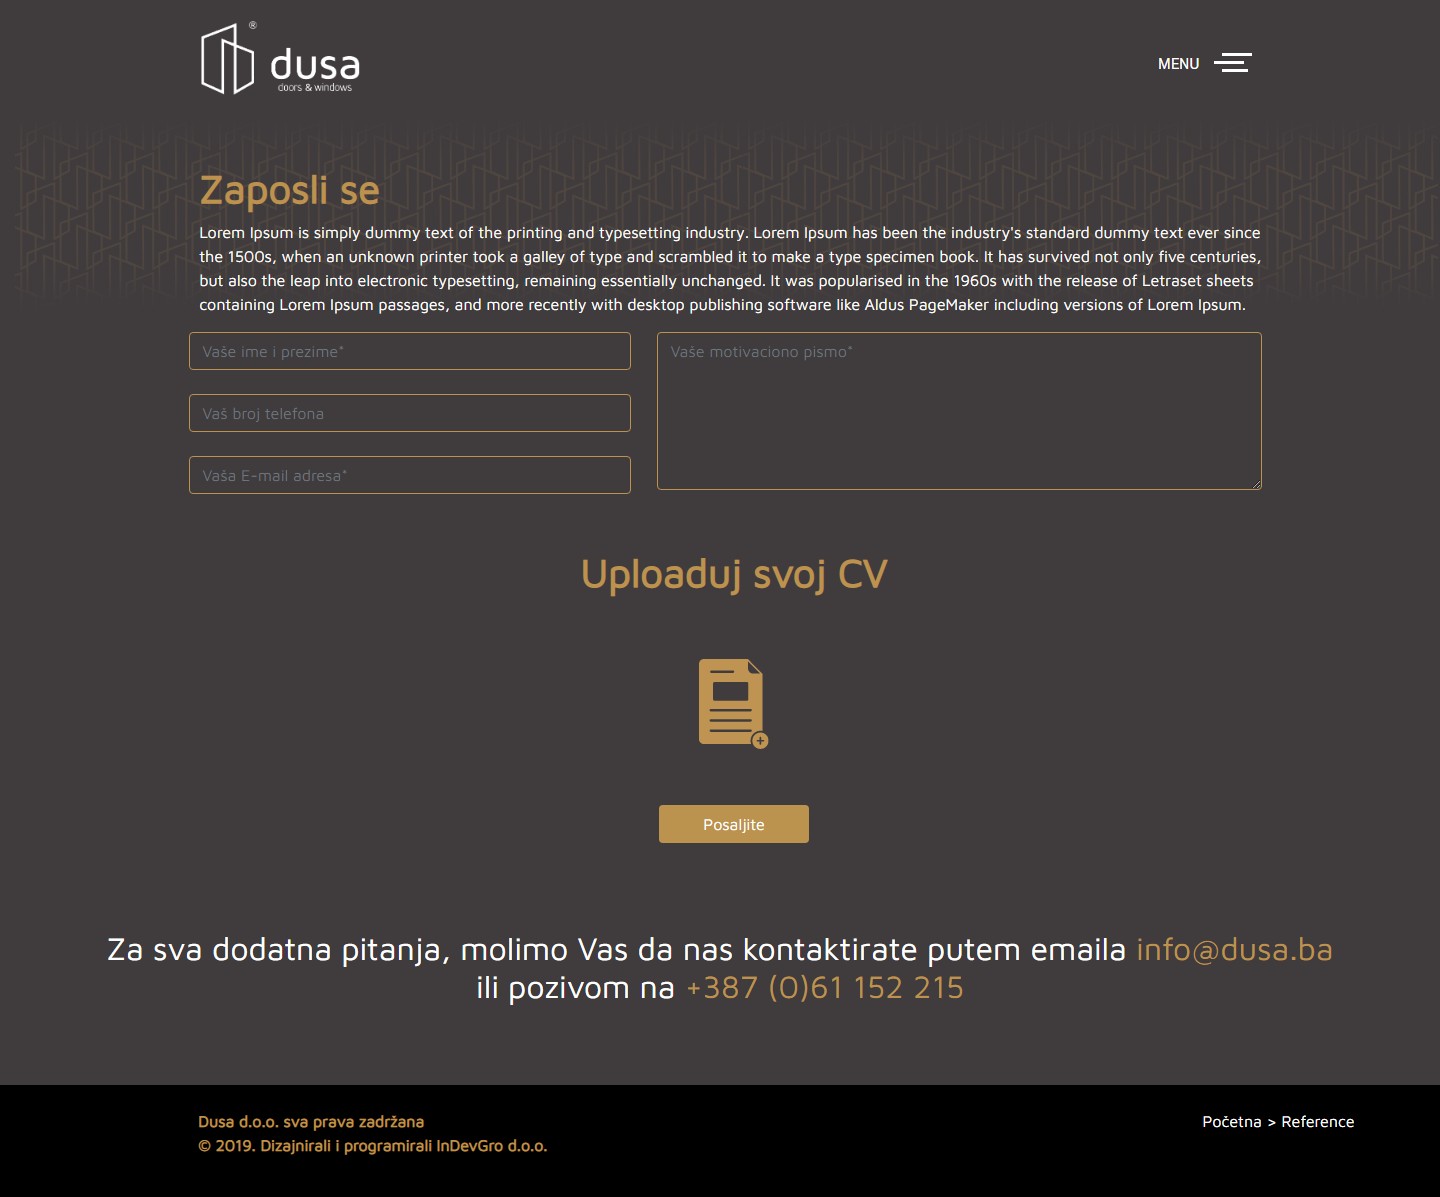 ®
dusa
doors & windows
MENU
Zaposli se
Lorem Ipsum is simply dummy text of the printing and typesetting industry. Lorem Ipsum has been the industry's standard dummy text ever since
the 1500s, when an unknown printer took a galley of type and scrambled it to make a type specimen book. It has survived not only five centuries,
but also the leap into electronic typesetting, remaining essentially unchanged. It was popularised in the 1960s with the release of Letraset sheets
containing Lorem Ipsum passages, and more recently with desktop publishing software like Aldus PageMaker including versions of Lorem Ipsum.
Vaše ime i prezime*
Vaše motivaciono pismo*
Vaš broj telefona
Vaša E-mail adresa*
Uploaduj svoj CV
Posaljite
Za sva dodatna pitanja, molimo Vas da nas kontaktirate putem emaila info@dusa.ba
ili pozivom na +387 (0)61 152 215
Dusa d.o.o. sva prava zadržana
Početna > Reference
© 2019. Dizajnirali i programirali InDevGro d.o.o.